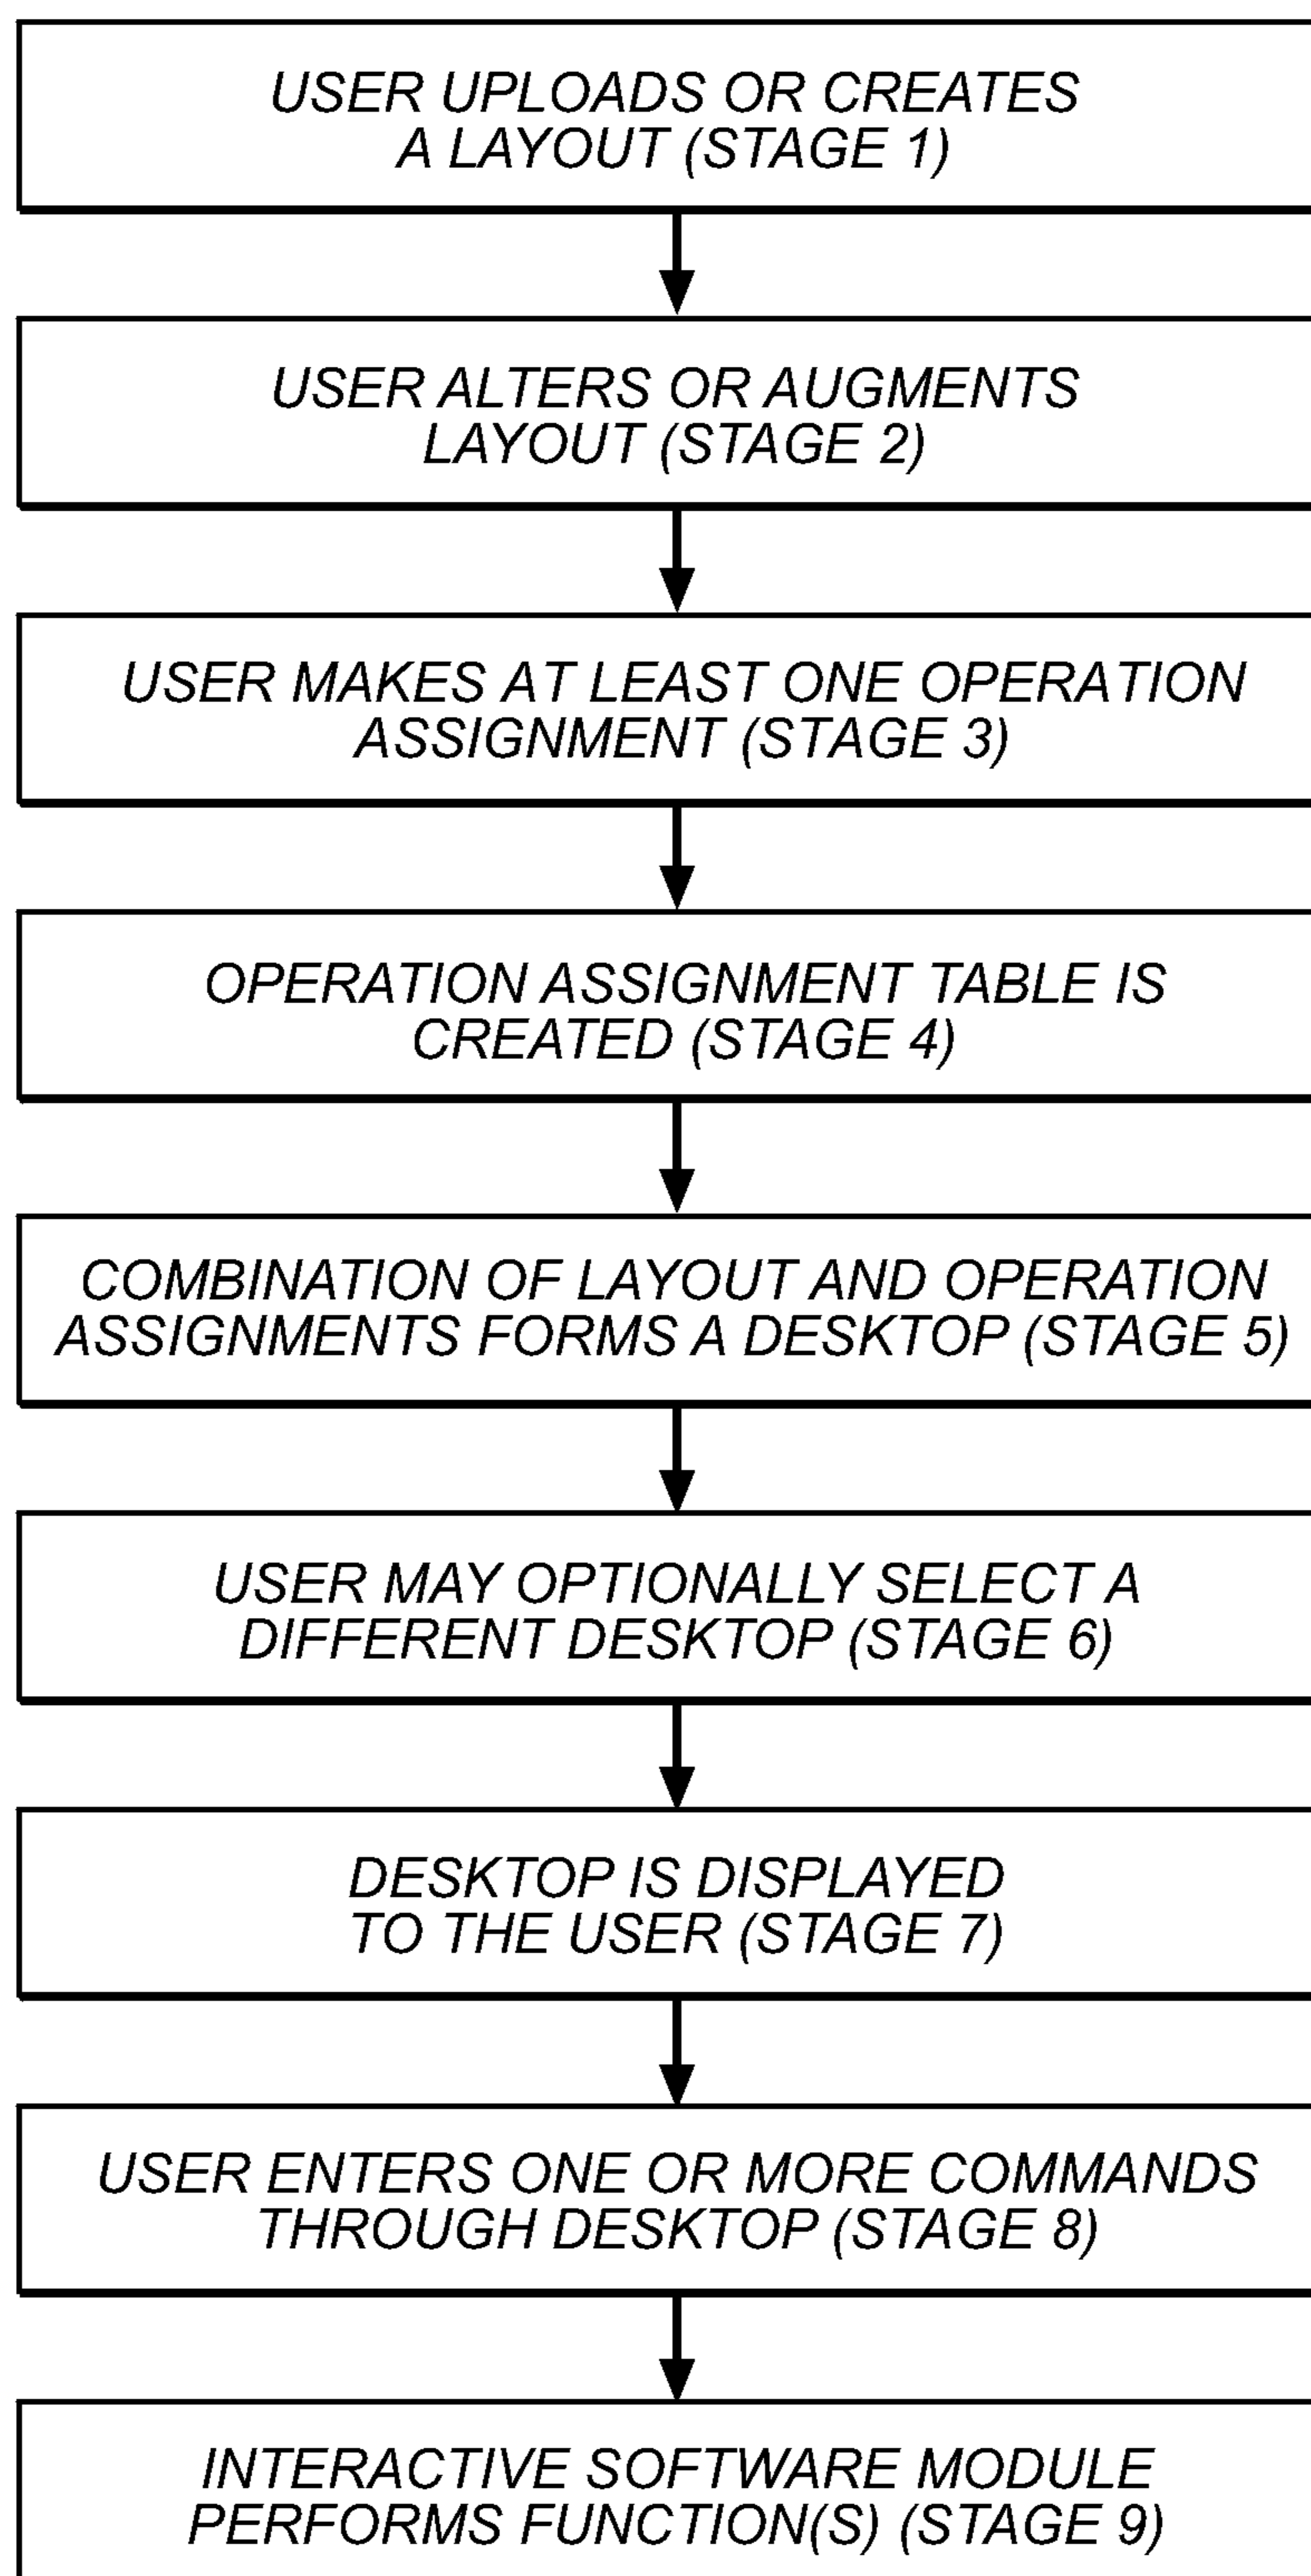 USER UPLOADS OR CREATES
A LAYOUT (STAGE 1)
USER ALTERS OR AUGMENTS
LAYOUT (STAGE 2)
USER MAKES AT LEAST ONE OPERATION
ASSIGNMENT (STAGE 3)
OPERATION ASSIGNMENT TABLE IS
CREATED (STAGE 4)
COMBINATION OF LAYOUT AND OPERATION
ASSIGNMENTS FORMS A DESKTOP (STAGE 5)
USER MAY OPTIONALLY SELECT A
DIFFERENT DESKTOP (STAGE 6)
DESKTOP IS DISPLAYED
TO THE USER (STAGE 7)
USER ENTERS ONE OR MORE COMMANDS
THROUGH DESKTOP (STAGE 8)
INTERACTIVE SOFTWARE MODULE
PERFORMS FUNCTION(S) (STAGE 9)